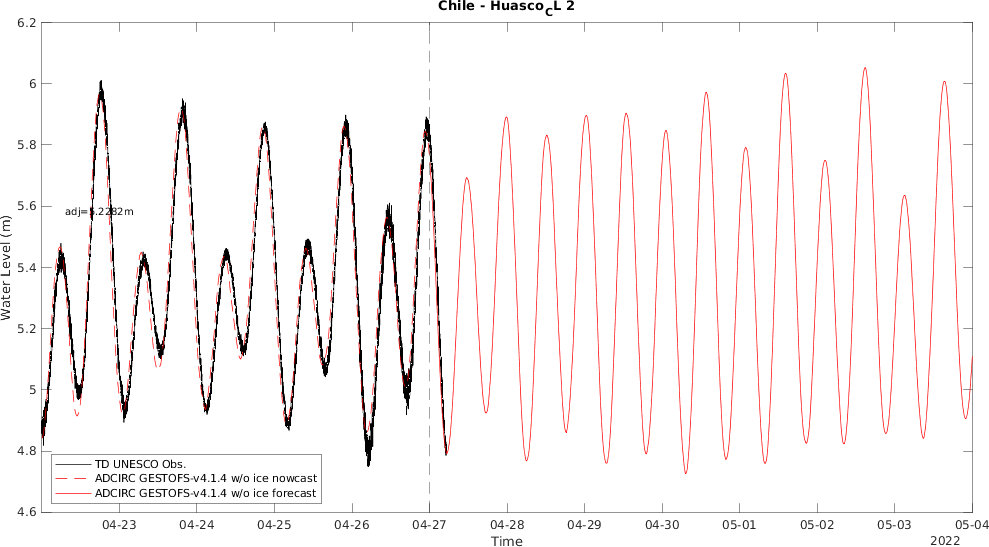 Chile - Huasco_CL 2
6.2
6
5.8
5.6
5.4
5.2
5
4.8
4.6
Water Level (m)
adj=5.2282m
TD UNESCO Obs.
ADCIRC GESTOFS-v4.1.4 w/o ice nowcast
ADCIRC GESTOFS-v4.1.4 w/o ice forecast
04-23 04-24 04-25 04-26 04-27 04-28 04-29 04-30 05-01 05-02 05-03 05-04
Time
2022